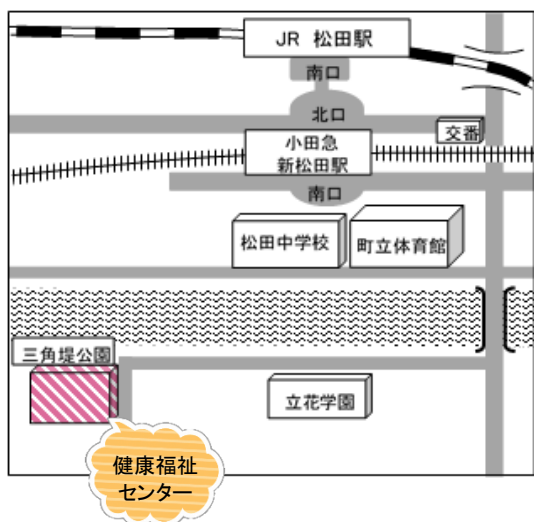 JR 松田駅
南口
北口
交番
小田急
新松田駅
南口
松田中学校
町立体育館
三角堤公園
立花学園
健康福祉
センター